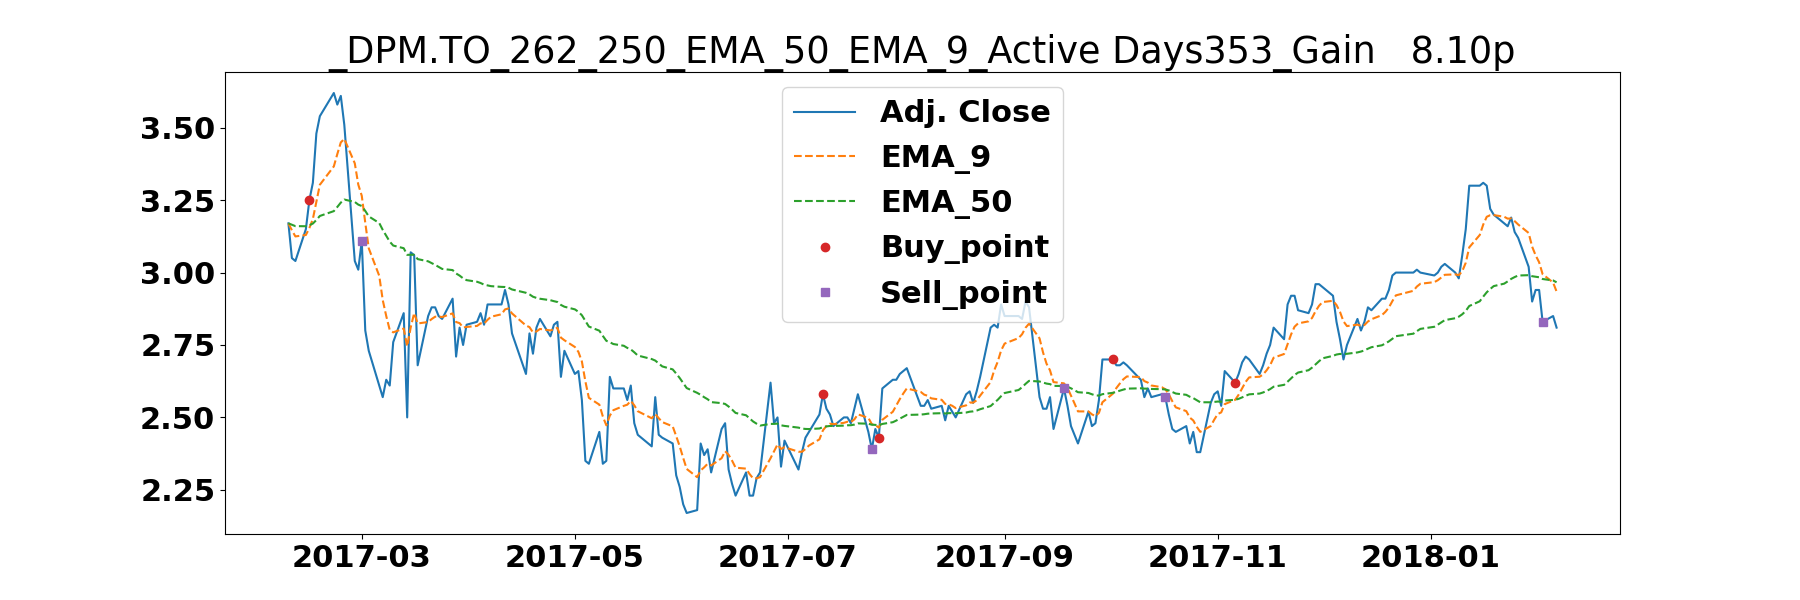 _DPM.TO_262_250_EMA_50_EMA_9_Active Days353_Gain   8.10p
Adj. Close
EMA_9
EMA_50
Buy_point
Sell_point
3.50
3.25
3.00
2.75
2.50
2.25
2017-03 2017-05 2017-07 2017-09 2017-11 2018-01